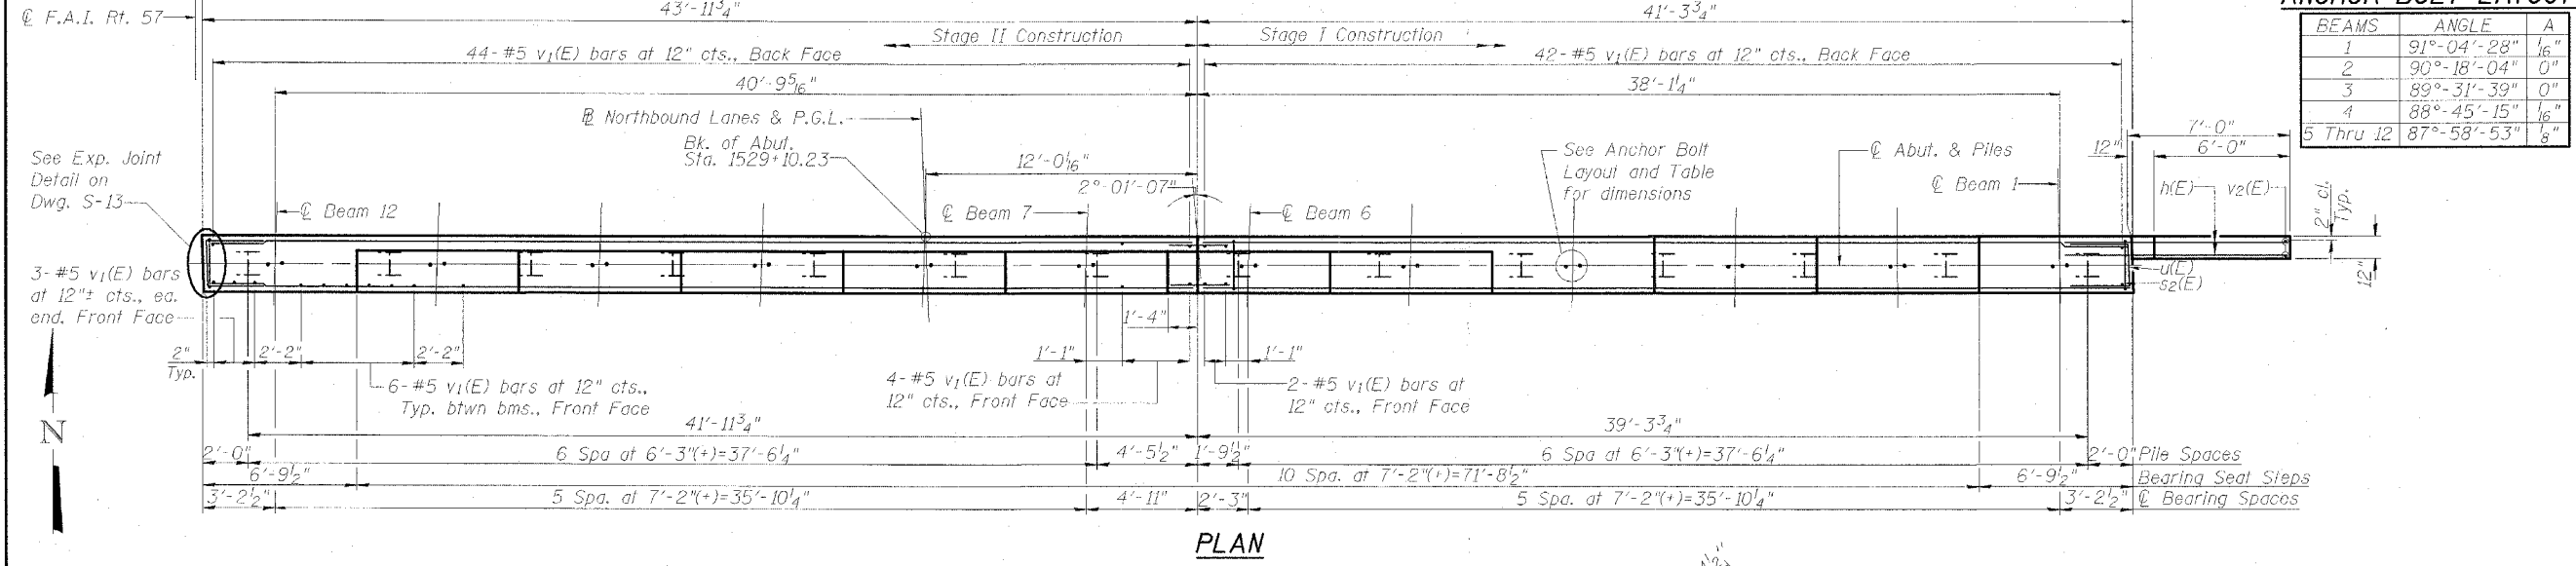 ℄ F.A.I. Rt. 57
43'-11¾"
41'-3¾"
BEAMS ANGLE A
1 91°-04'-28" 1/16"
2 90°-18'-04" 0"
3 89°-31'-39" 0"
4 88°-45'-15" 1/16"
5 Thru 12 87°-58'-53" 1/8"
Stage II Construction
Stage I Construction
44-#5 v1(E) bars at 12" cts., Back Face
42-#5 v1(E) bars at 12" cts., Back Face
40'-9 5/16"
38'-1¼"
Northbound Lanes & P.G.L.
Bk. of Abut.
Sta. 1529+10.23
12'-0 1/16"
2°-01'-07"
See Exp. Joint
Detail on
Dwg. S-13
℄ Beam 12
℄ Beam 7
℄ Beam 6
See Anchor Bolt
Layout and Table
for dimensions
℄ Abut. & Piles
℄ Beam 1
7'-0"
12"
6'-0"
h(E)
v2(E)
2" cl.
Typ.
12"
u(E)
s2(E)
3-#5 v1(E) bars
at 12"± cts., ea.
end. Front Face
2"
Typ.
2'-2"
2'-2"
6-#5 v1(E) bars at 12" cts.,
Typ. btwn bms., Front Face
1'-4"
1'-1"
1'-1"
4-#5 v1(E) bars at
12" cts., Front Face
2-#5 v1(E) bars at
12" cts., Front Face
N
41'-11¾"
39'-3¾"
2'-0"
6 Spa at 6'-3"(+)=37'-6¼"
4'-5½"
1'-9½"
6 Spa at 6'-3"(+)=37'-6¼"
2'-0"
Pile Spaces
6'-9½"
10 Spa. at 7'-2"(+)=71'-8½"
6'-9½"
Bearing Seat Steps
3'-2½"
5 Spa. at 7'-2"(+)=35'-10¼"
4'-11"
2'-3"
5 Spa. at 7'-2"(+)=35'-10¼"
3'-2½"
℄ Bearing Spaces
PLAN